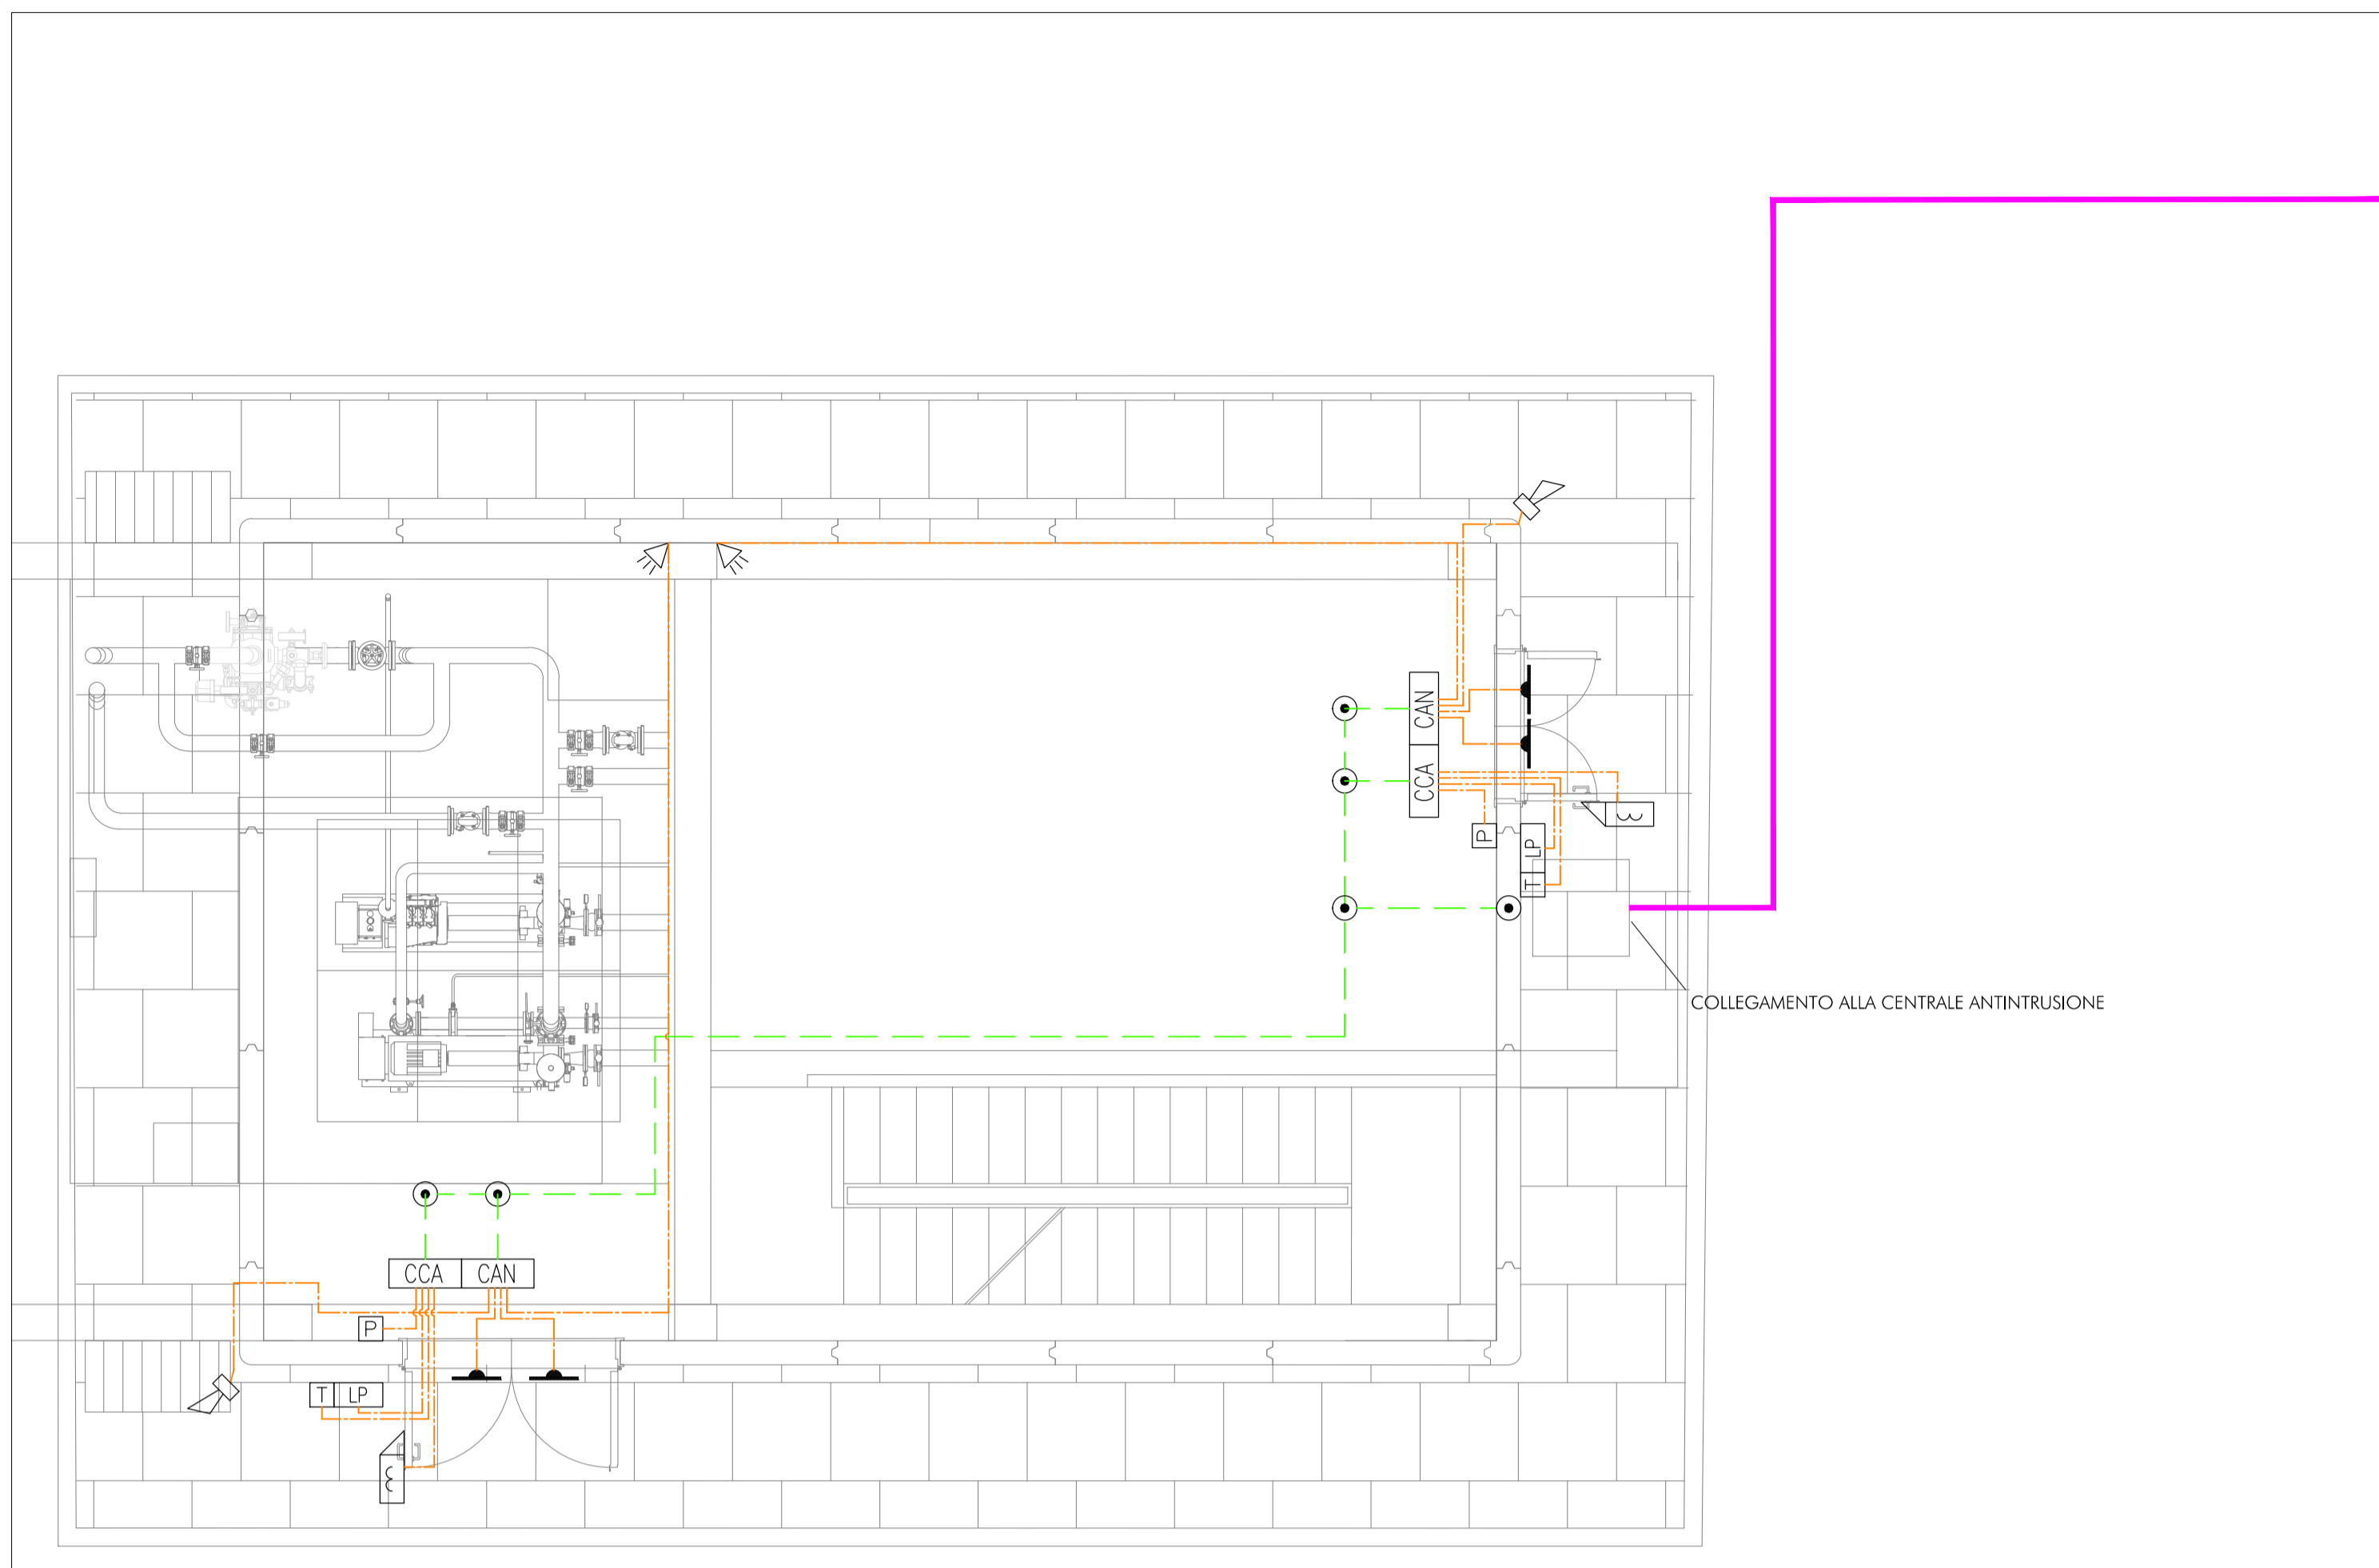 CAN
CCA
P
LP
T
COLLEGAMENTO ALLA CENTRALE ANTINTRUSIONE
CCA CAN
P
T LP